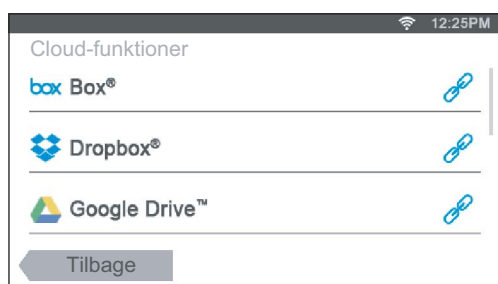 12:25PM
Cloud-funktioner
box Box®
Dropbox®
Google Drive™
Tilbage